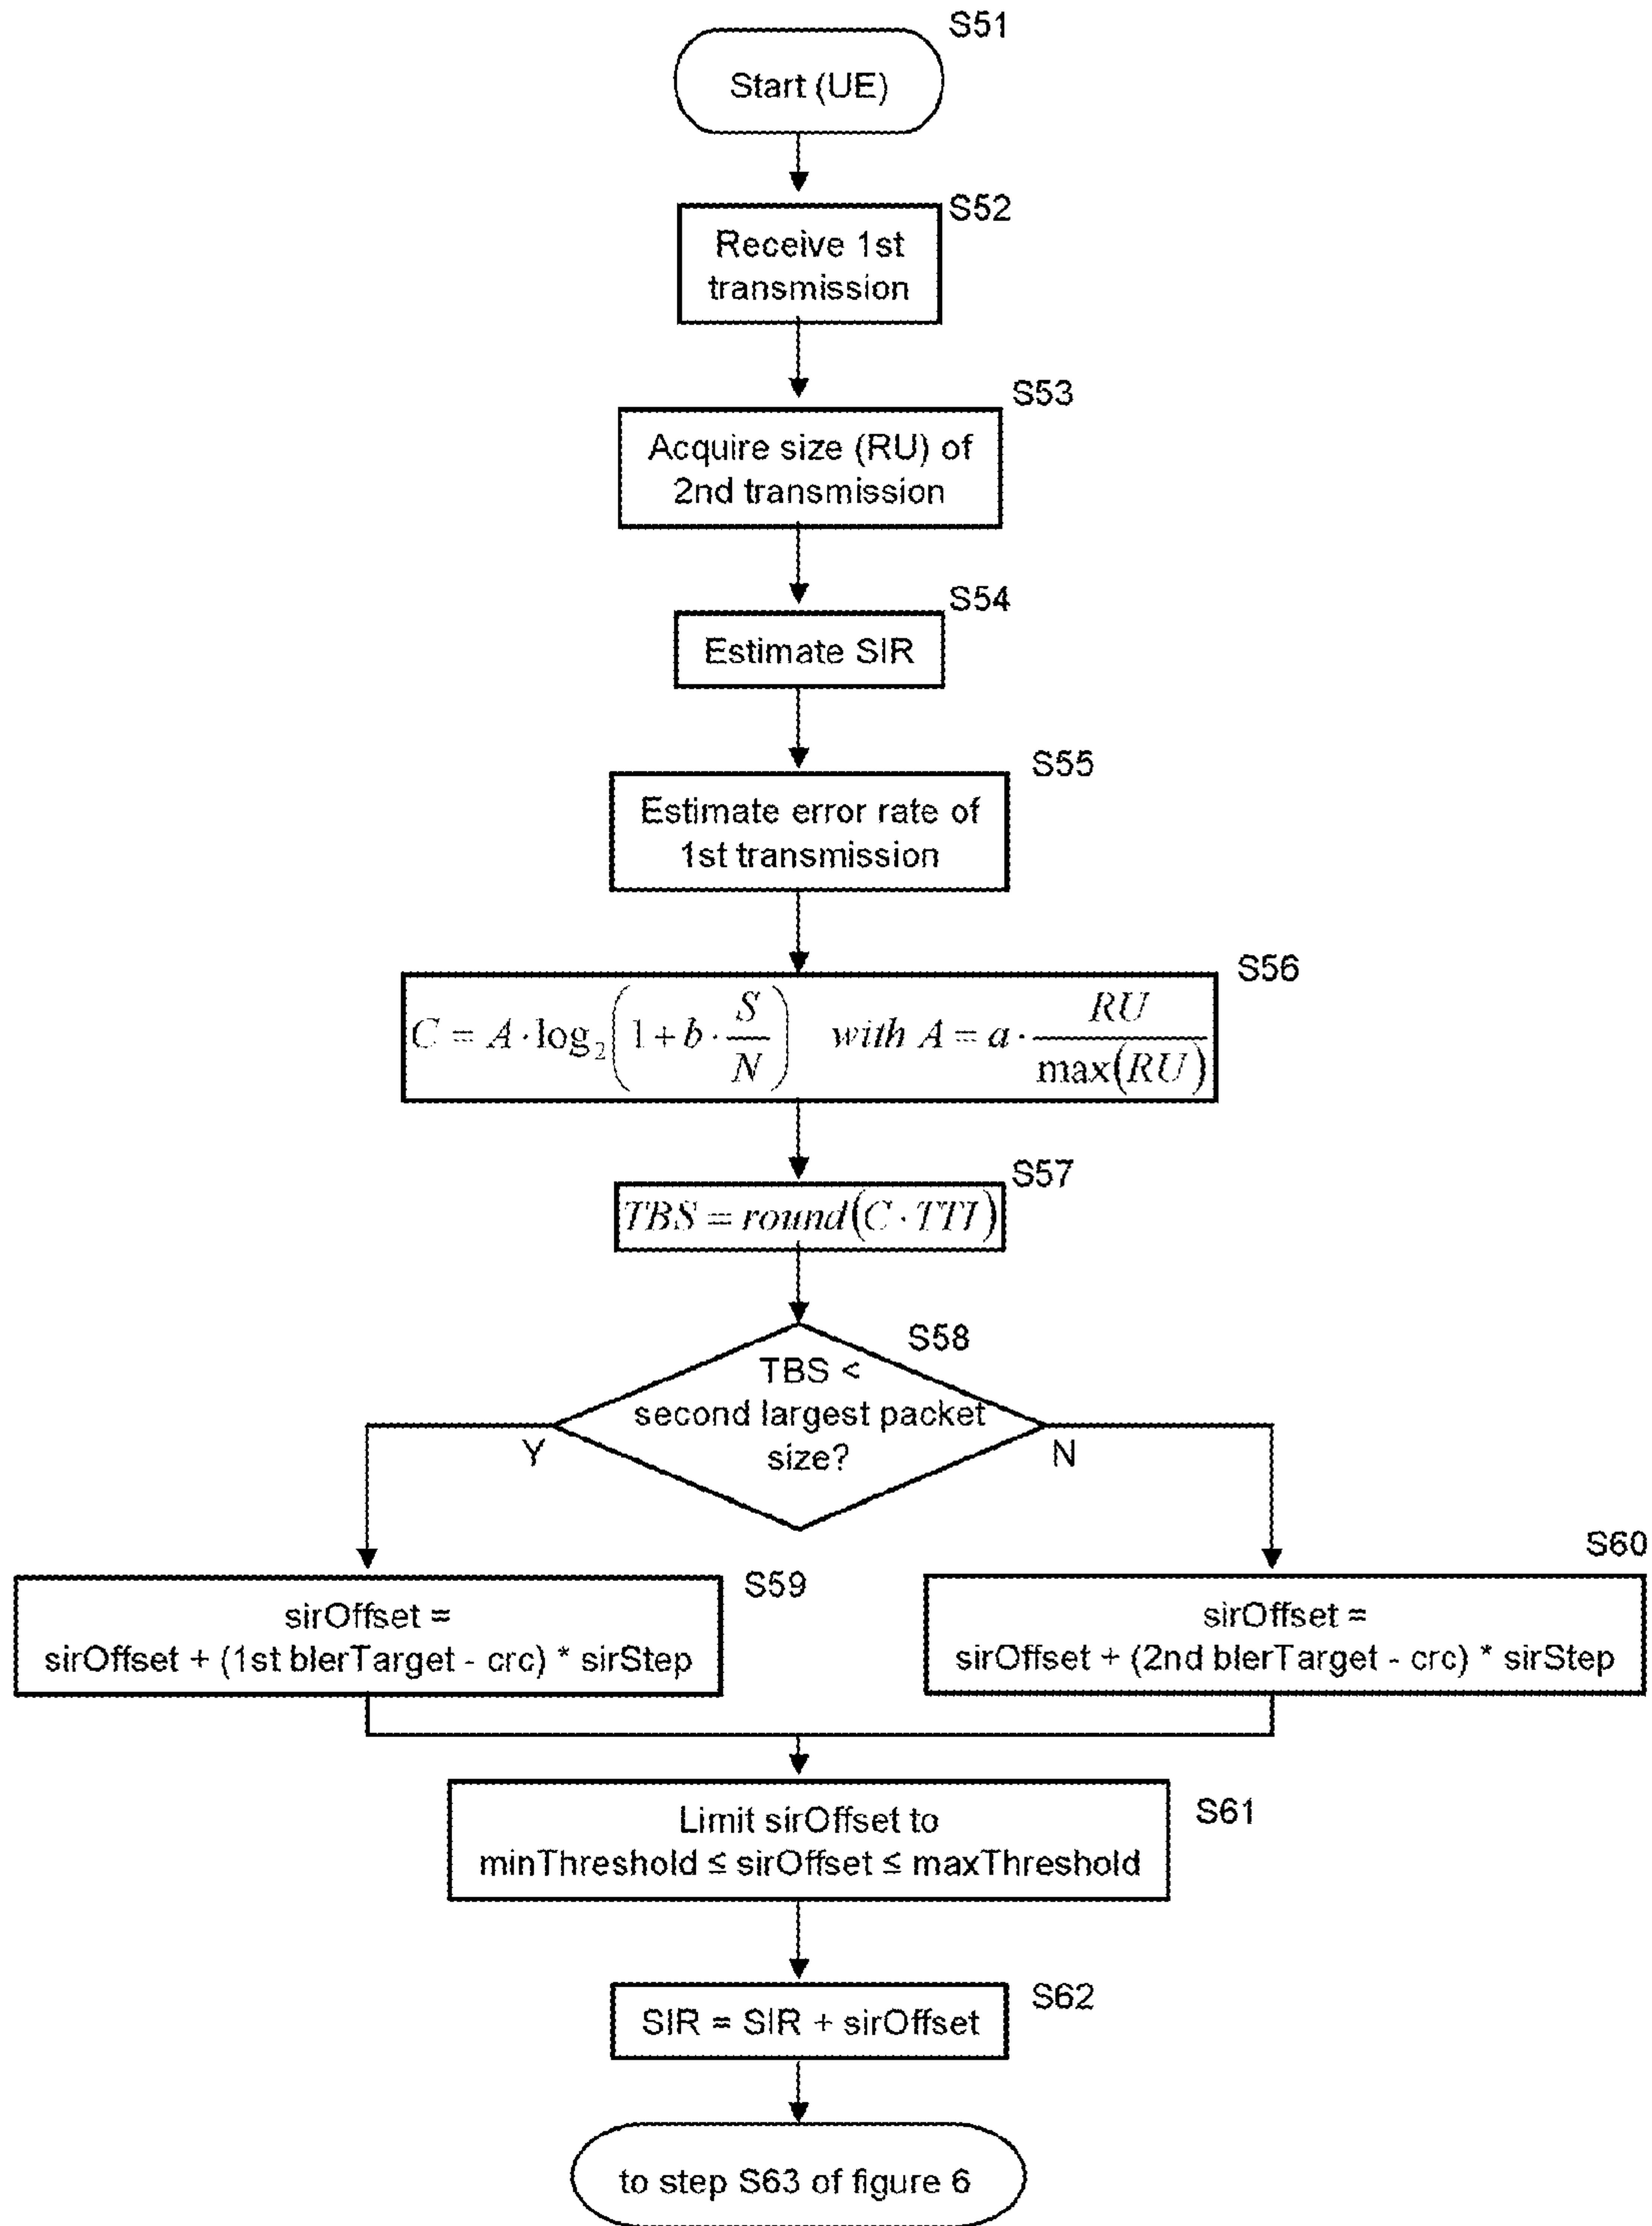 S51
Start (UE)
S52
Receive 1st
transmission
S53
Acquire size (RU) of
2nd transmission
S54
Estimate SIR
S55
Estimate error rate of
1st transmission
S56
C = A · log₂(1 + b · S/N) with A = a · RU/max(RU)
S57
TBS = round(C · TTI)
S58
TBS <
second largest packet
size?
Y
N
S59
sirOffset =
sirOffset + (1st blerTarget - crc) * sirStep
S60
sirOffset =
sirOffset + (2nd blerTarget - crc) * sirStep
S61
Limit sirOffset to
minThreshold ≤ sirOffset ≤ maxThreshold
S62
SIR = SIR + sirOffset
to step S63 of figure 6